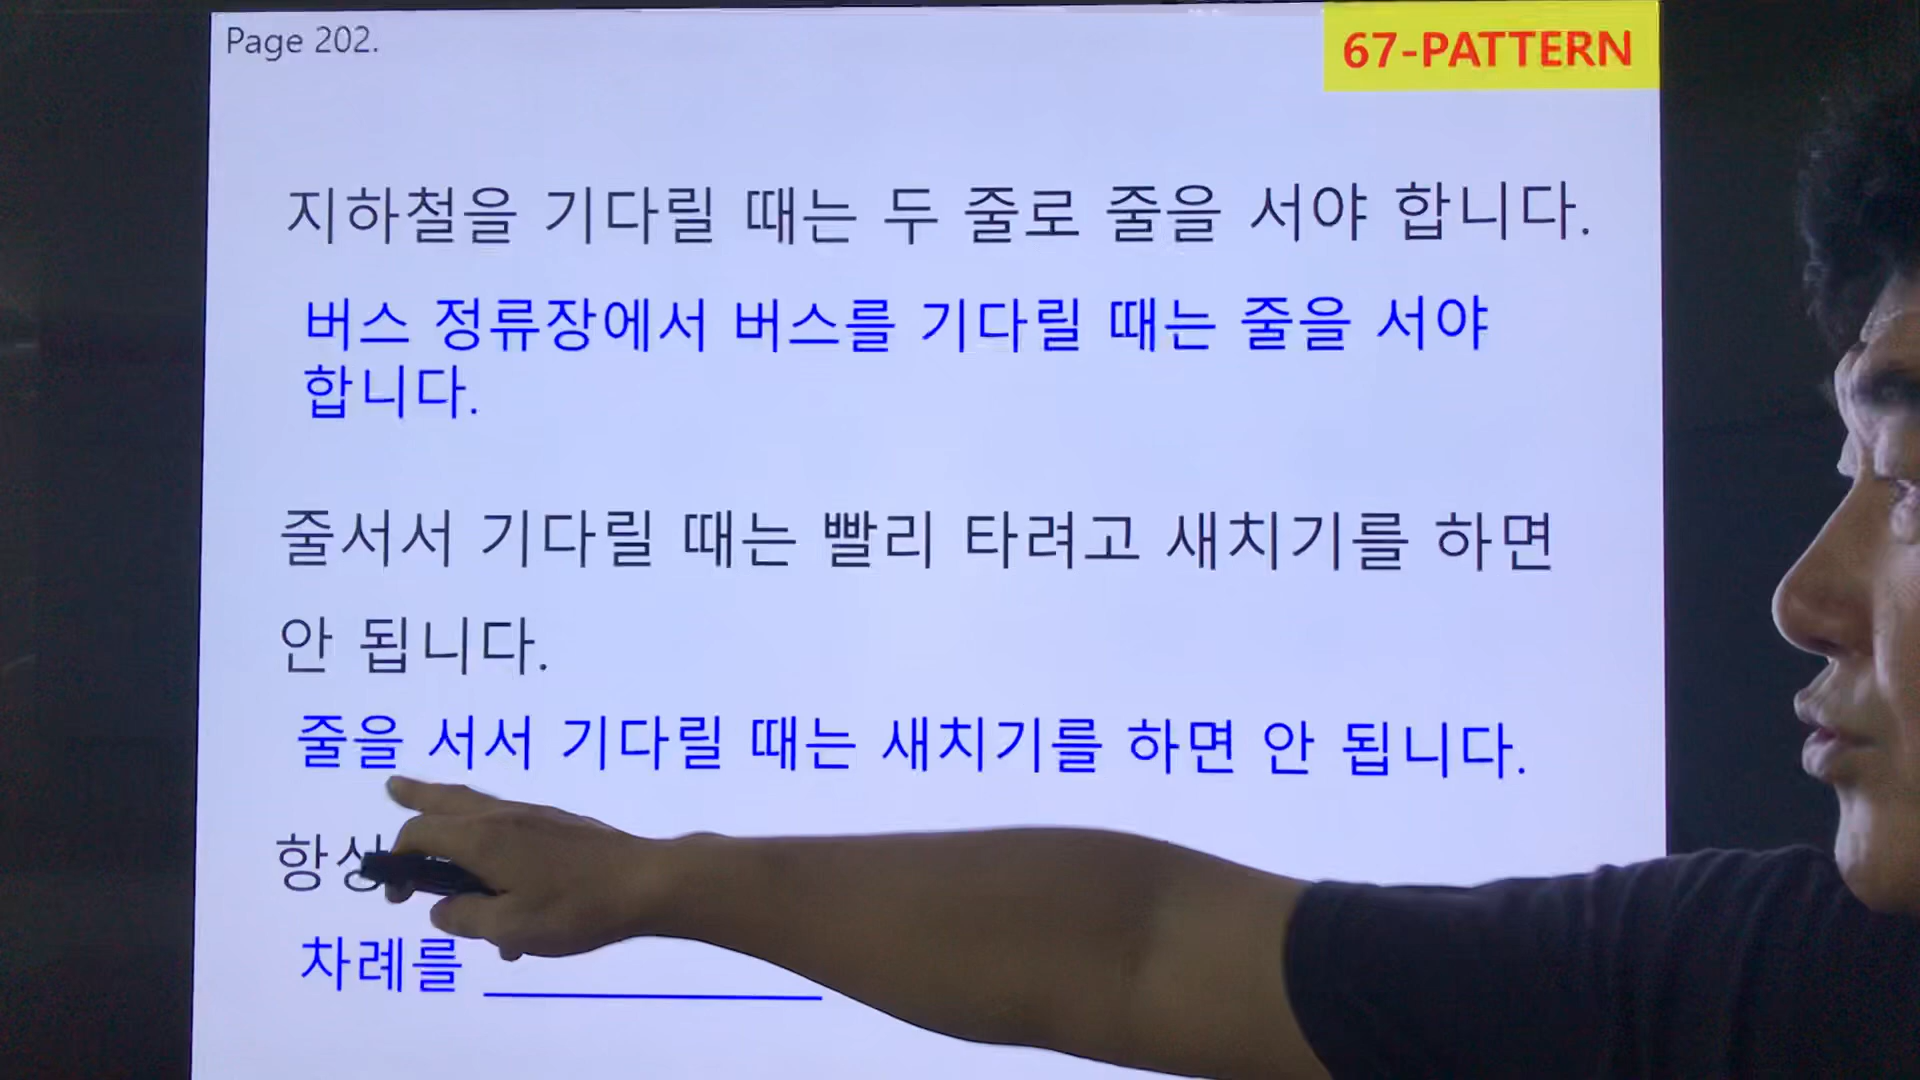 Page 202.
67-PATTERN
지하철을 기다릴 때는 두 줄로 줄을 서야 합니다.
버스 정류장에서 버스를 기다릴 때는 줄을 서야
합니다.
줄서서 기다릴 때는 빨리 타려고 새치기를 하면
안 됩니다.
줄을 서서 기다릴 때는 새치기를 하면 안 됩니다.
항상
차례를